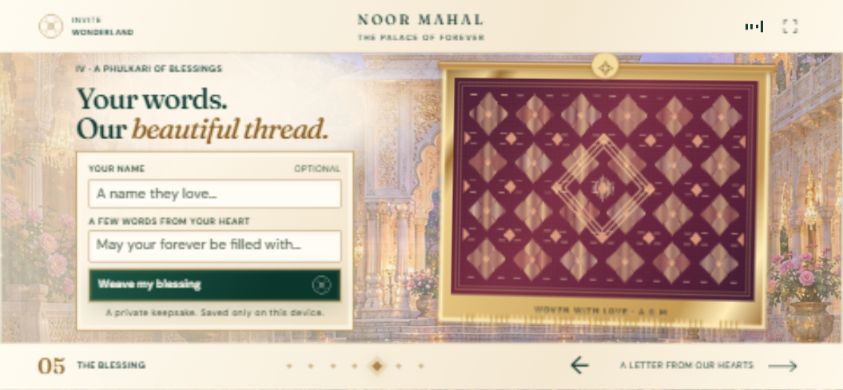 INVITE
WONDERLAND
NOOR MAHAL
THE PALACE OF FOREVER
IV · A PHULKARI OF BLESSINGS
Your words.
Our beautiful thread.
YOUR NAME
OPTIONAL
A name they love...
A FEW WORDS FROM YOUR HEART
May your forever be filled with...
Weave my blessing
A private keepsake. Saved only on this device.
WOVEN WITH LOVE ·
05
THE BLESSING
A LETTER FROM OUR HEARTS